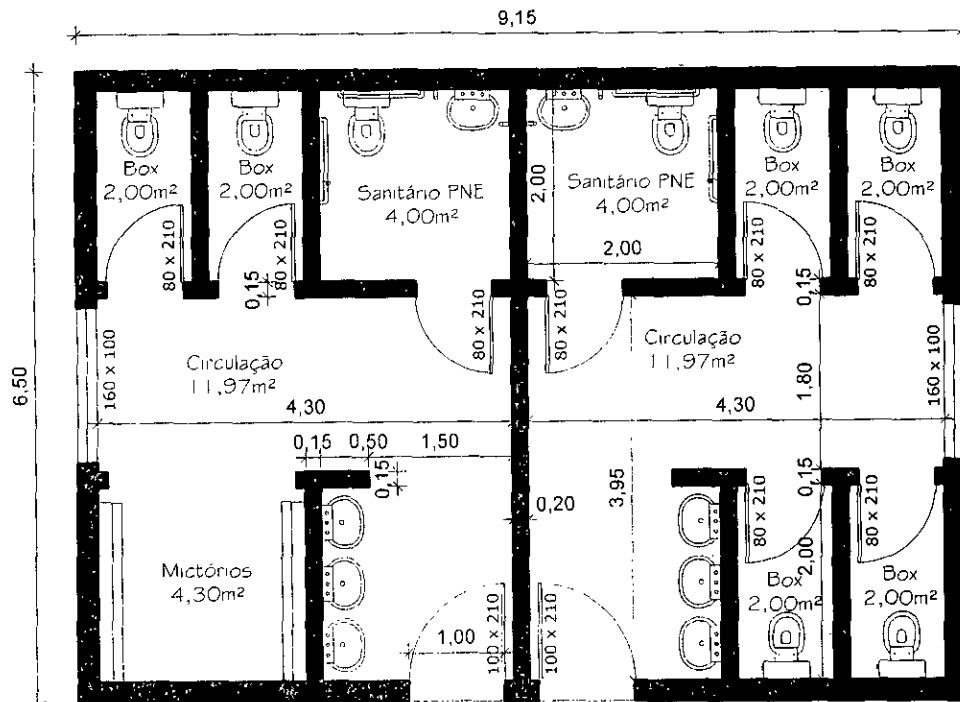 9,15
6,50
Box
2,00m²
Box
2,00m²
Sanitário PNE
4,00m²
2,00
Sanitário PNE
4,00m²
2,00
Box
2,00m²
Box
2,00m²
80 x 210
80 x 210
80 x 210
80 x 210
0,15
0,15
80 x 210
80 x 210
160 x 100
Circulação
11,97m²
Circulação
11,97m²
1,80
160 x 100
4,30
4,30
0,15
0,50
1,50
0,15
0,15
0,20
3,95
80 x 210
80 x 210
2,00
Mictórios
4,30m²
1,00
100 x 210
100 x 210
Box
2,00m²
Box
2,00m²